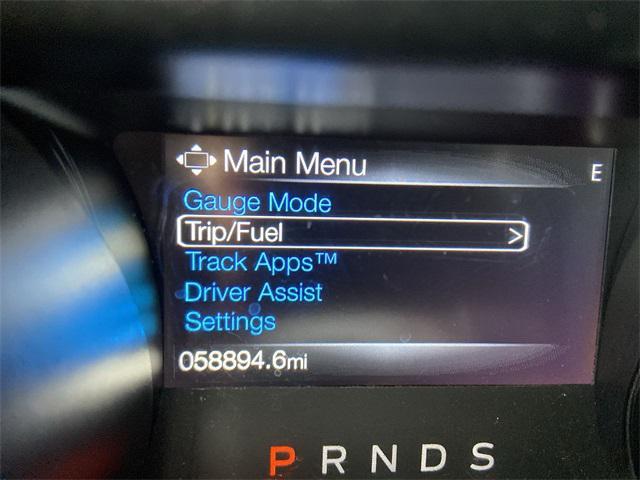 Main Menu
E
Gauge Mode
Trip/Fuel >
Track Apps™
Driver Assist
Settings
058894.6mi
P R N D S